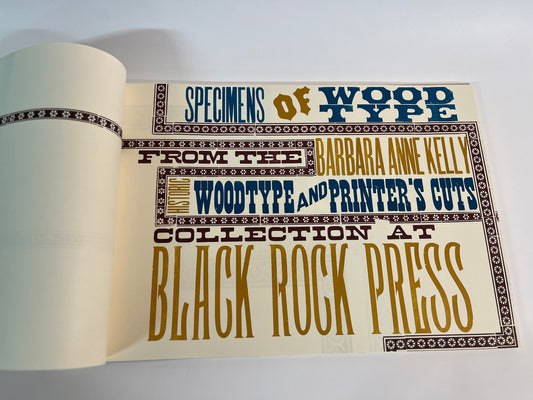 SPECIMENS OF WOOD TYPE
FROM THE BARBARA ANNE KELLY
HISTORIC WOODTYPE AND PRINTER'S CUTS
COLLECTION AT
BLACK ROCK PRESS